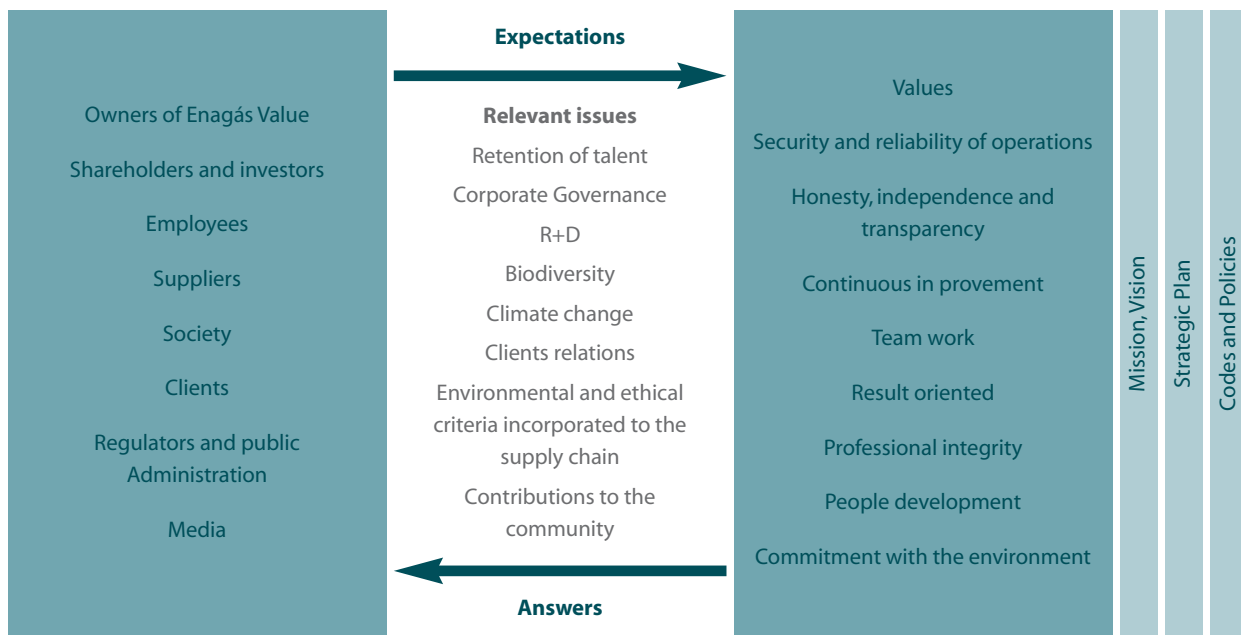 Owners of Enagás Value
Shareholders and investors
Employees
Suppliers
Society
Clients
Regulators and public
Administration
Media
Expectations
Relevant issues
Retention of talent
Corporate Governance
R+D
Biodiversity
Climate change
Clients relations
Environmental and ethical
criteria incorporated to the
supply chain
Contributions to the
community
Answers
Values
Security and reliability of operations
Honesty, independence and
transparency
Continuous in provement
Team work
Result oriented
Professional integrity
People development
Commitment with the environment
Mission, Vision
Strategic Plan
Codes and Policies